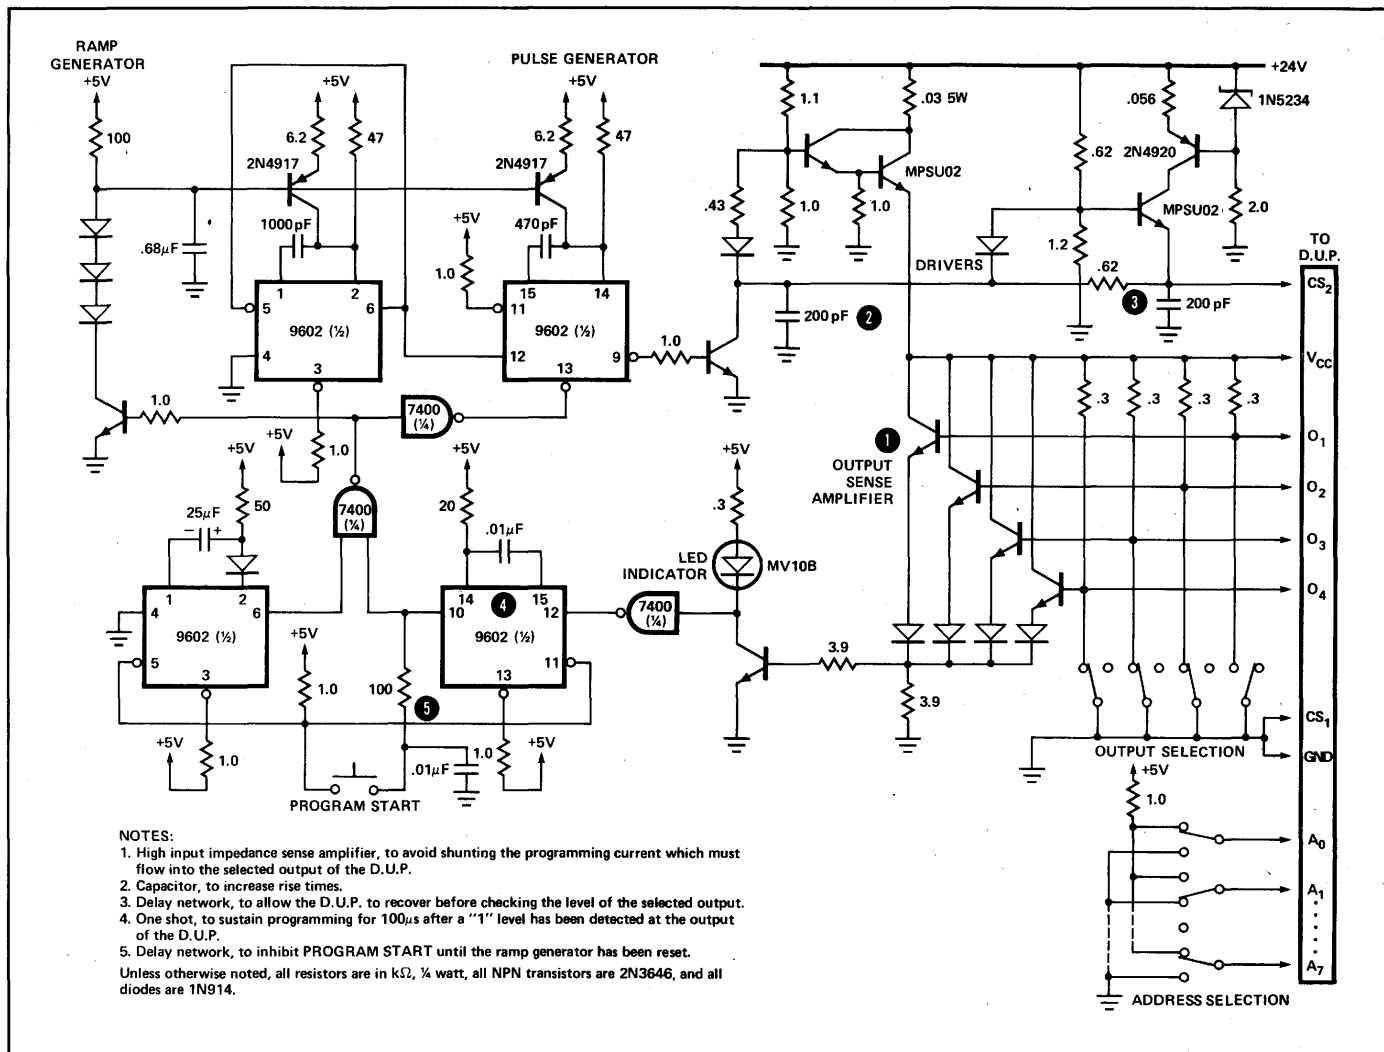 RAMP
GENERATOR
+5V
100
PULSE GENERATOR
+5V
6.2
47
2N4917
1000pF
.68µF
+5V
6.2
47
2N4917
+5V
470pF
1.0
1
2
5
6
9602 (½)
4
3
15
14
11
9602 (½)
12
9
13
1.0
1.0
+5V
1.0
7400
(¼)
7400
(¼)
+24V
1.1
.03 5W
.056
1N5234
.62
2N4920
MPSU02
.43
1.0
1.0
MPSU02
2.0
1.2
DRIVERS
.62
3
200 pF
2
200 pF
TO
D.U.P.
CS2
VCC
.3
.3
.3
.3
1
OUTPUT
SENSE
AMPLIFIER
O1
O2
O3
O4
+5V
50
25µF
- +
+5V
20
.01µF
+5V
.3
LED
INDICATOR
MV10B
1
2
4
6
9602 (½)
5
3
14
4
15
10
12
9602 (½)
11
13
7400
(¼)
+5V
1.0
100
5
3.9
3.9
+5V
1.0
.01µF
1.0
+5V
PROGRAM START
CS1
OUTPUT SELECTION
GND
+5V
1.0
A0
A1
A7
ADDRESS SELECTION
NOTES:
1. High input impedance sense amplifier, to avoid shunting the programming current which must
flow into the selected output of the D.U.P.
2. Capacitor, to increase rise times.
3. Delay network, to allow the D.U.P. to recover before checking the level of the selected output.
4. One shot, to sustain programming for 100µs after a "1" level has been detected at the output
of the D.U.P.
5. Delay network, to inhibit PROGRAM START until the ramp generator has been reset.
Unless otherwise noted, all resistors are in kΩ, ¼ watt, all NPN transistors are 2N3646, and all
diodes are 1N914.